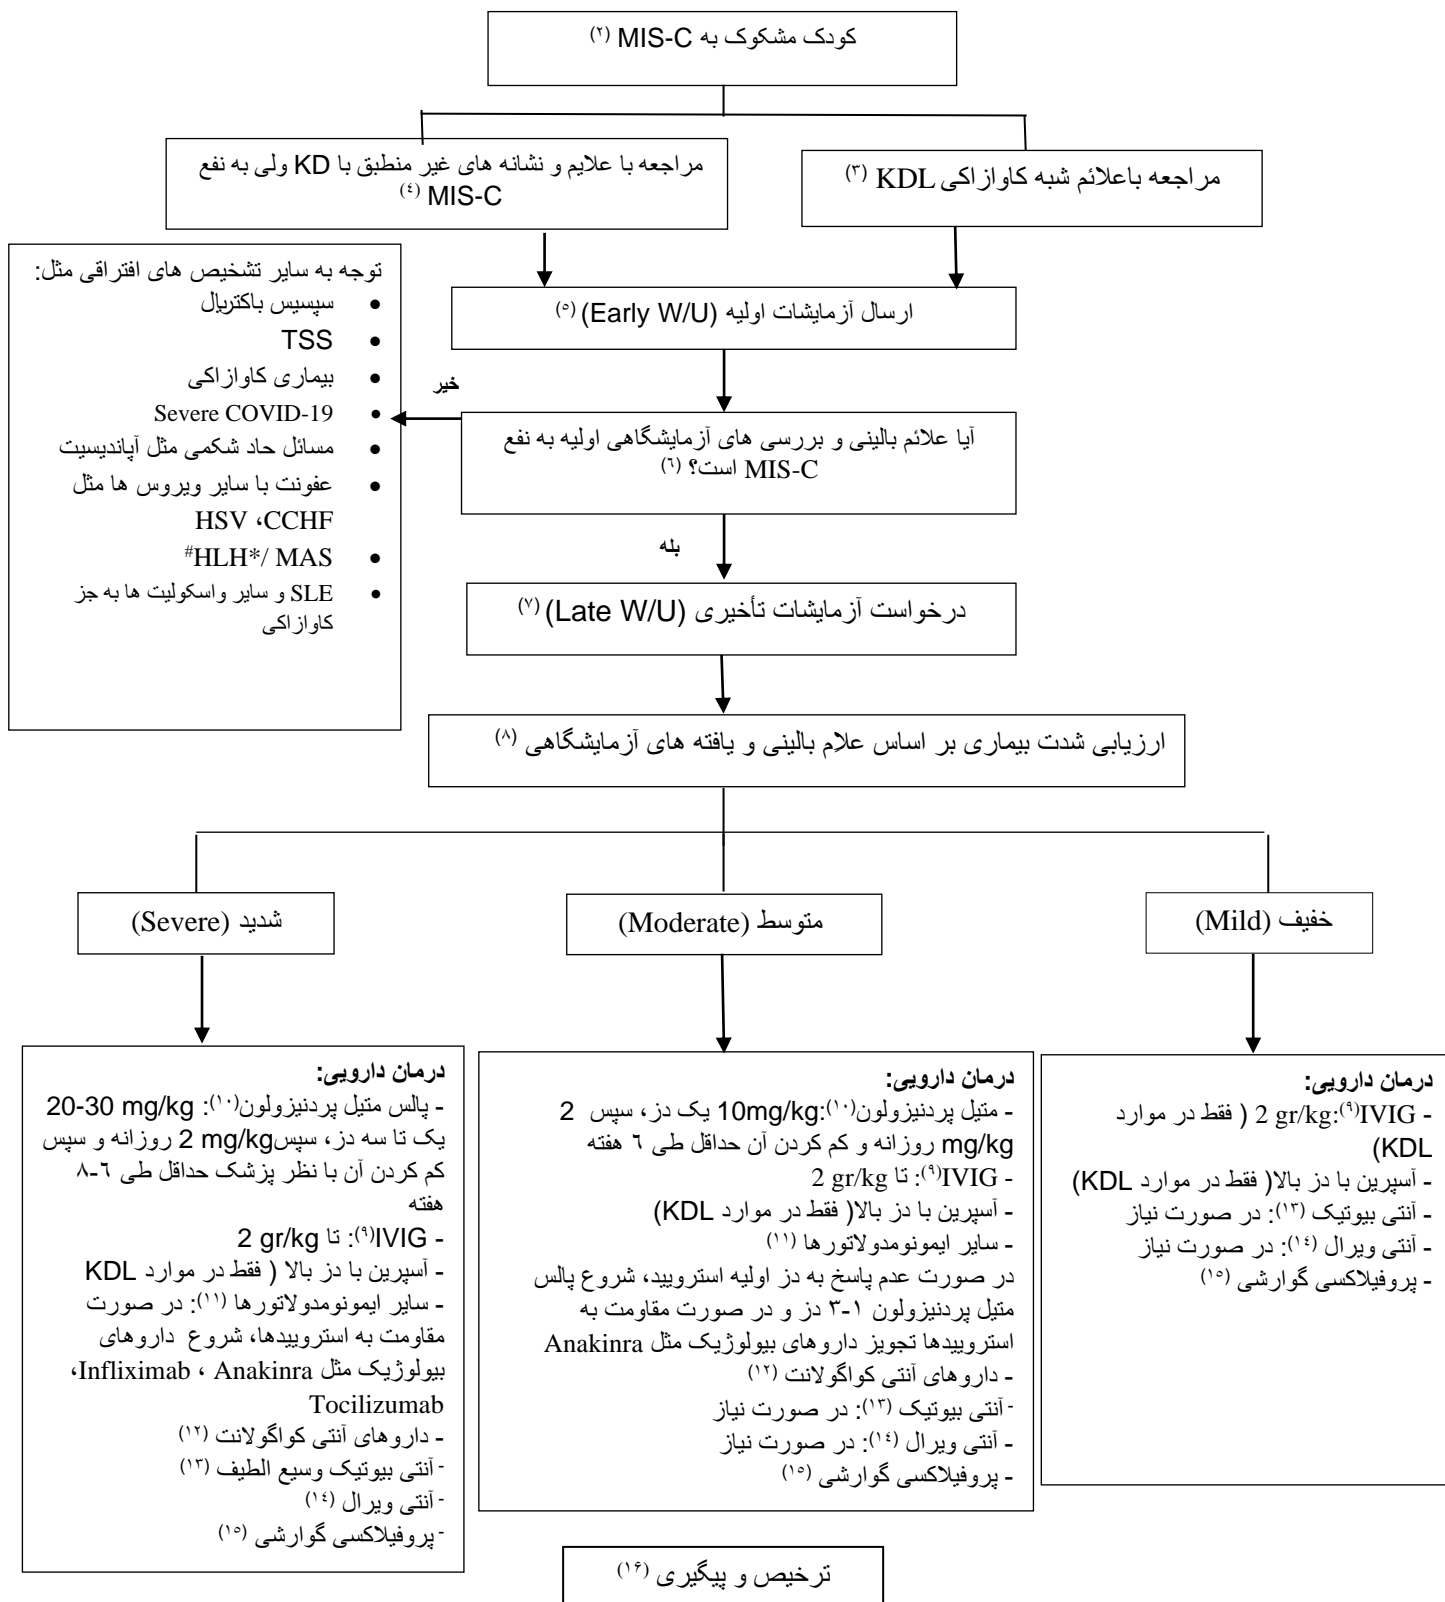 کودک مشکوک به MIS-C (۲)
مراجعه باعلائم شبه کاوازاکی KDL (۳)
مراجعه با علایم و نشانه های غیر منطبق با KD ولی به نفع
MIS-C (٤)
ارسال آزمایشات اولیه (Early W/U) (٥)
آیا علائم بالینی و بررسی های آزمایشگاهی اولیه به نفع
MIS-C است؟ (٦)
خیر
توجه به سایر تشخیص های افتراقی مثل:
• سپسیس باکتریال
• TSS
• بیماری کاوازاکی
• Severe COVID-19
• مسائل حاد شکمی مثل آپاندیسیت
• عفونت با سایر ویروس ها مثل
HSV ،CCHF
• #HLH*/ MAS
• SLE و سایر واسکولیت ها به جز
کاوازاکی
بله
درخواست آزمایشات تأخیری (Late W/U) (۷)
ارزیابی شدت بیماری بر اساس علام بالینی و یافته های آزمایشگاهی (۸)
خفیف (Mild)
متوسط (Moderate)
شدید (Severe)
درمان دارویی:
- IVIG(۹): 2 gr/kg ( فقط در موارد
KDL)
- آسپرین با دز بالا( فقط در موارد KDL)
- آنتی بیوتیک (۱۳): در صورت نیاز
- آنتی ویرال (۱٤): در صورت نیاز
- پروفیلاکسی گوارشی (۱٥)
درمان دارویی:
- متیل پردنیزولون(۱۰):10mg/kg یک دز، سپس 2
mg/kg روزانه و کم کردن آن حداقل طی ٦ هفته
- IVIG(۹): تا 2 gr/kg
- آسپرین با دز بالا( فقط در موارد KDL)
- سایر ایمونومدولاتورها (۱۱)
در صورت عدم پاسخ به دز اولیه استرویید، شروع پالس
متیل پردنیزولون ۱-۳ دز و در صورت مقاومت به
استروییدها تجویز داروهای بیولوژیک مثل Anakinra
- داروهای آنتی کواگولانت (۱۲)
- آنتی بیوتیک (۱۳): در صورت نیاز
- آنتی ویرال (۱٤): در صورت نیاز
- پروفیلاکسی گوارشی (۱٥)
درمان دارویی:
- پالس متیل پردنیزولون(۱۰): 20-30 mg/kg
یک تا سه دز، سپس2 mg/kg روزانه و سپس
کم کردن آن با نظر پزشک حداقل طی ٦-۸
هفته
- IVIG(۹): تا 2 gr/kg
- آسپرین با دز بالا ( فقط در موارد KDL
- سایر ایمونومدولاتورها (۱۱): در صورت
مقاومت به استروییدها، شروع داروهای
بیولوژیک مثل Infliximab ، Anakinra،
Tocilizumab
- داروهای آنتی کواگولانت (۱۲)
- آنتی بیوتیک وسیع الطیف (۱۳)
- آنتی ویرال (۱٤)
- پروفیلاکسی گوارشی (۱٥)
ترخیص و پیگیری (۱۶)